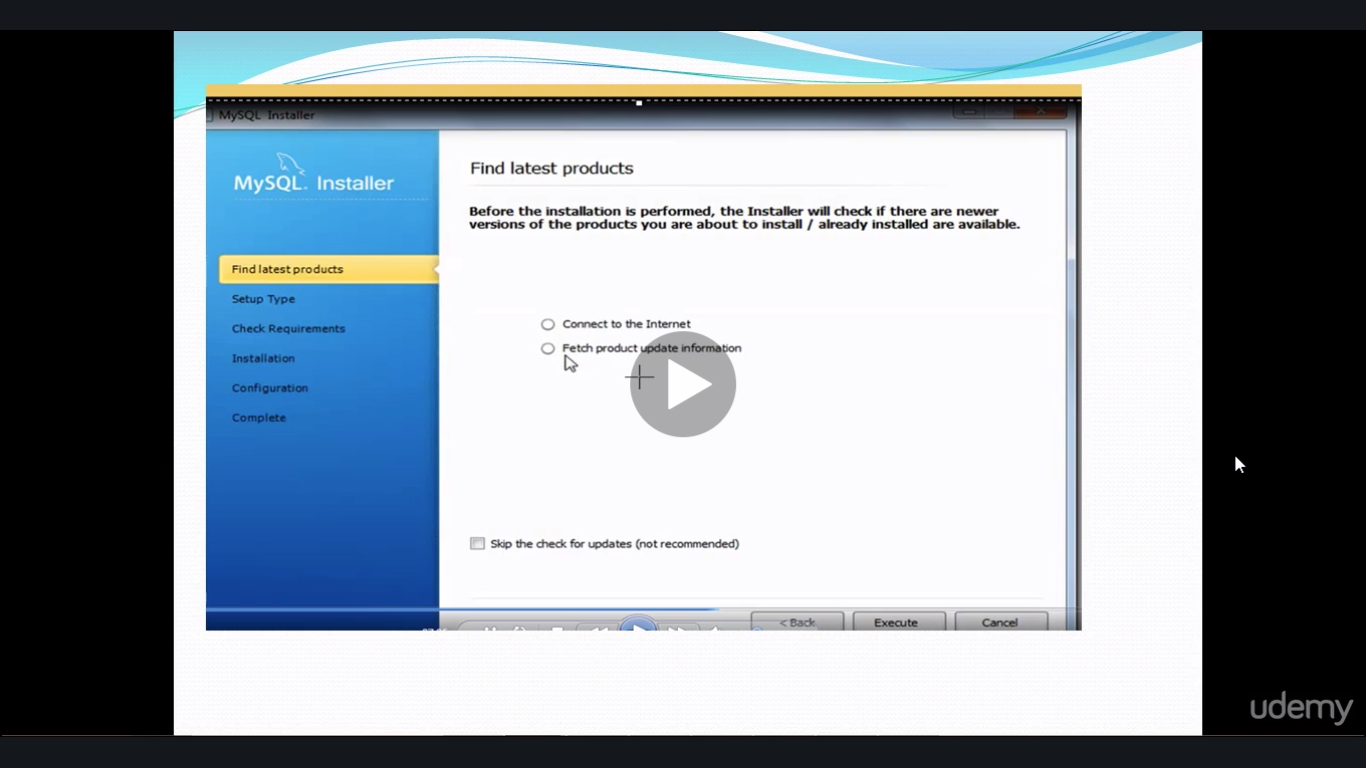 MySQL Installer
MySQL. Installer
Find latest products
Before the installation is performed, the Installer will check if there are newer
versions of the products you are about to install / already installed are available.
Find latest products
Setup Type
Check Requirements
Installation
Configuration
Complete
Connect to the Internet
Fetch product update information
Skip the check for updates (not recommended)
< Back
Execute
Cancel
udemy